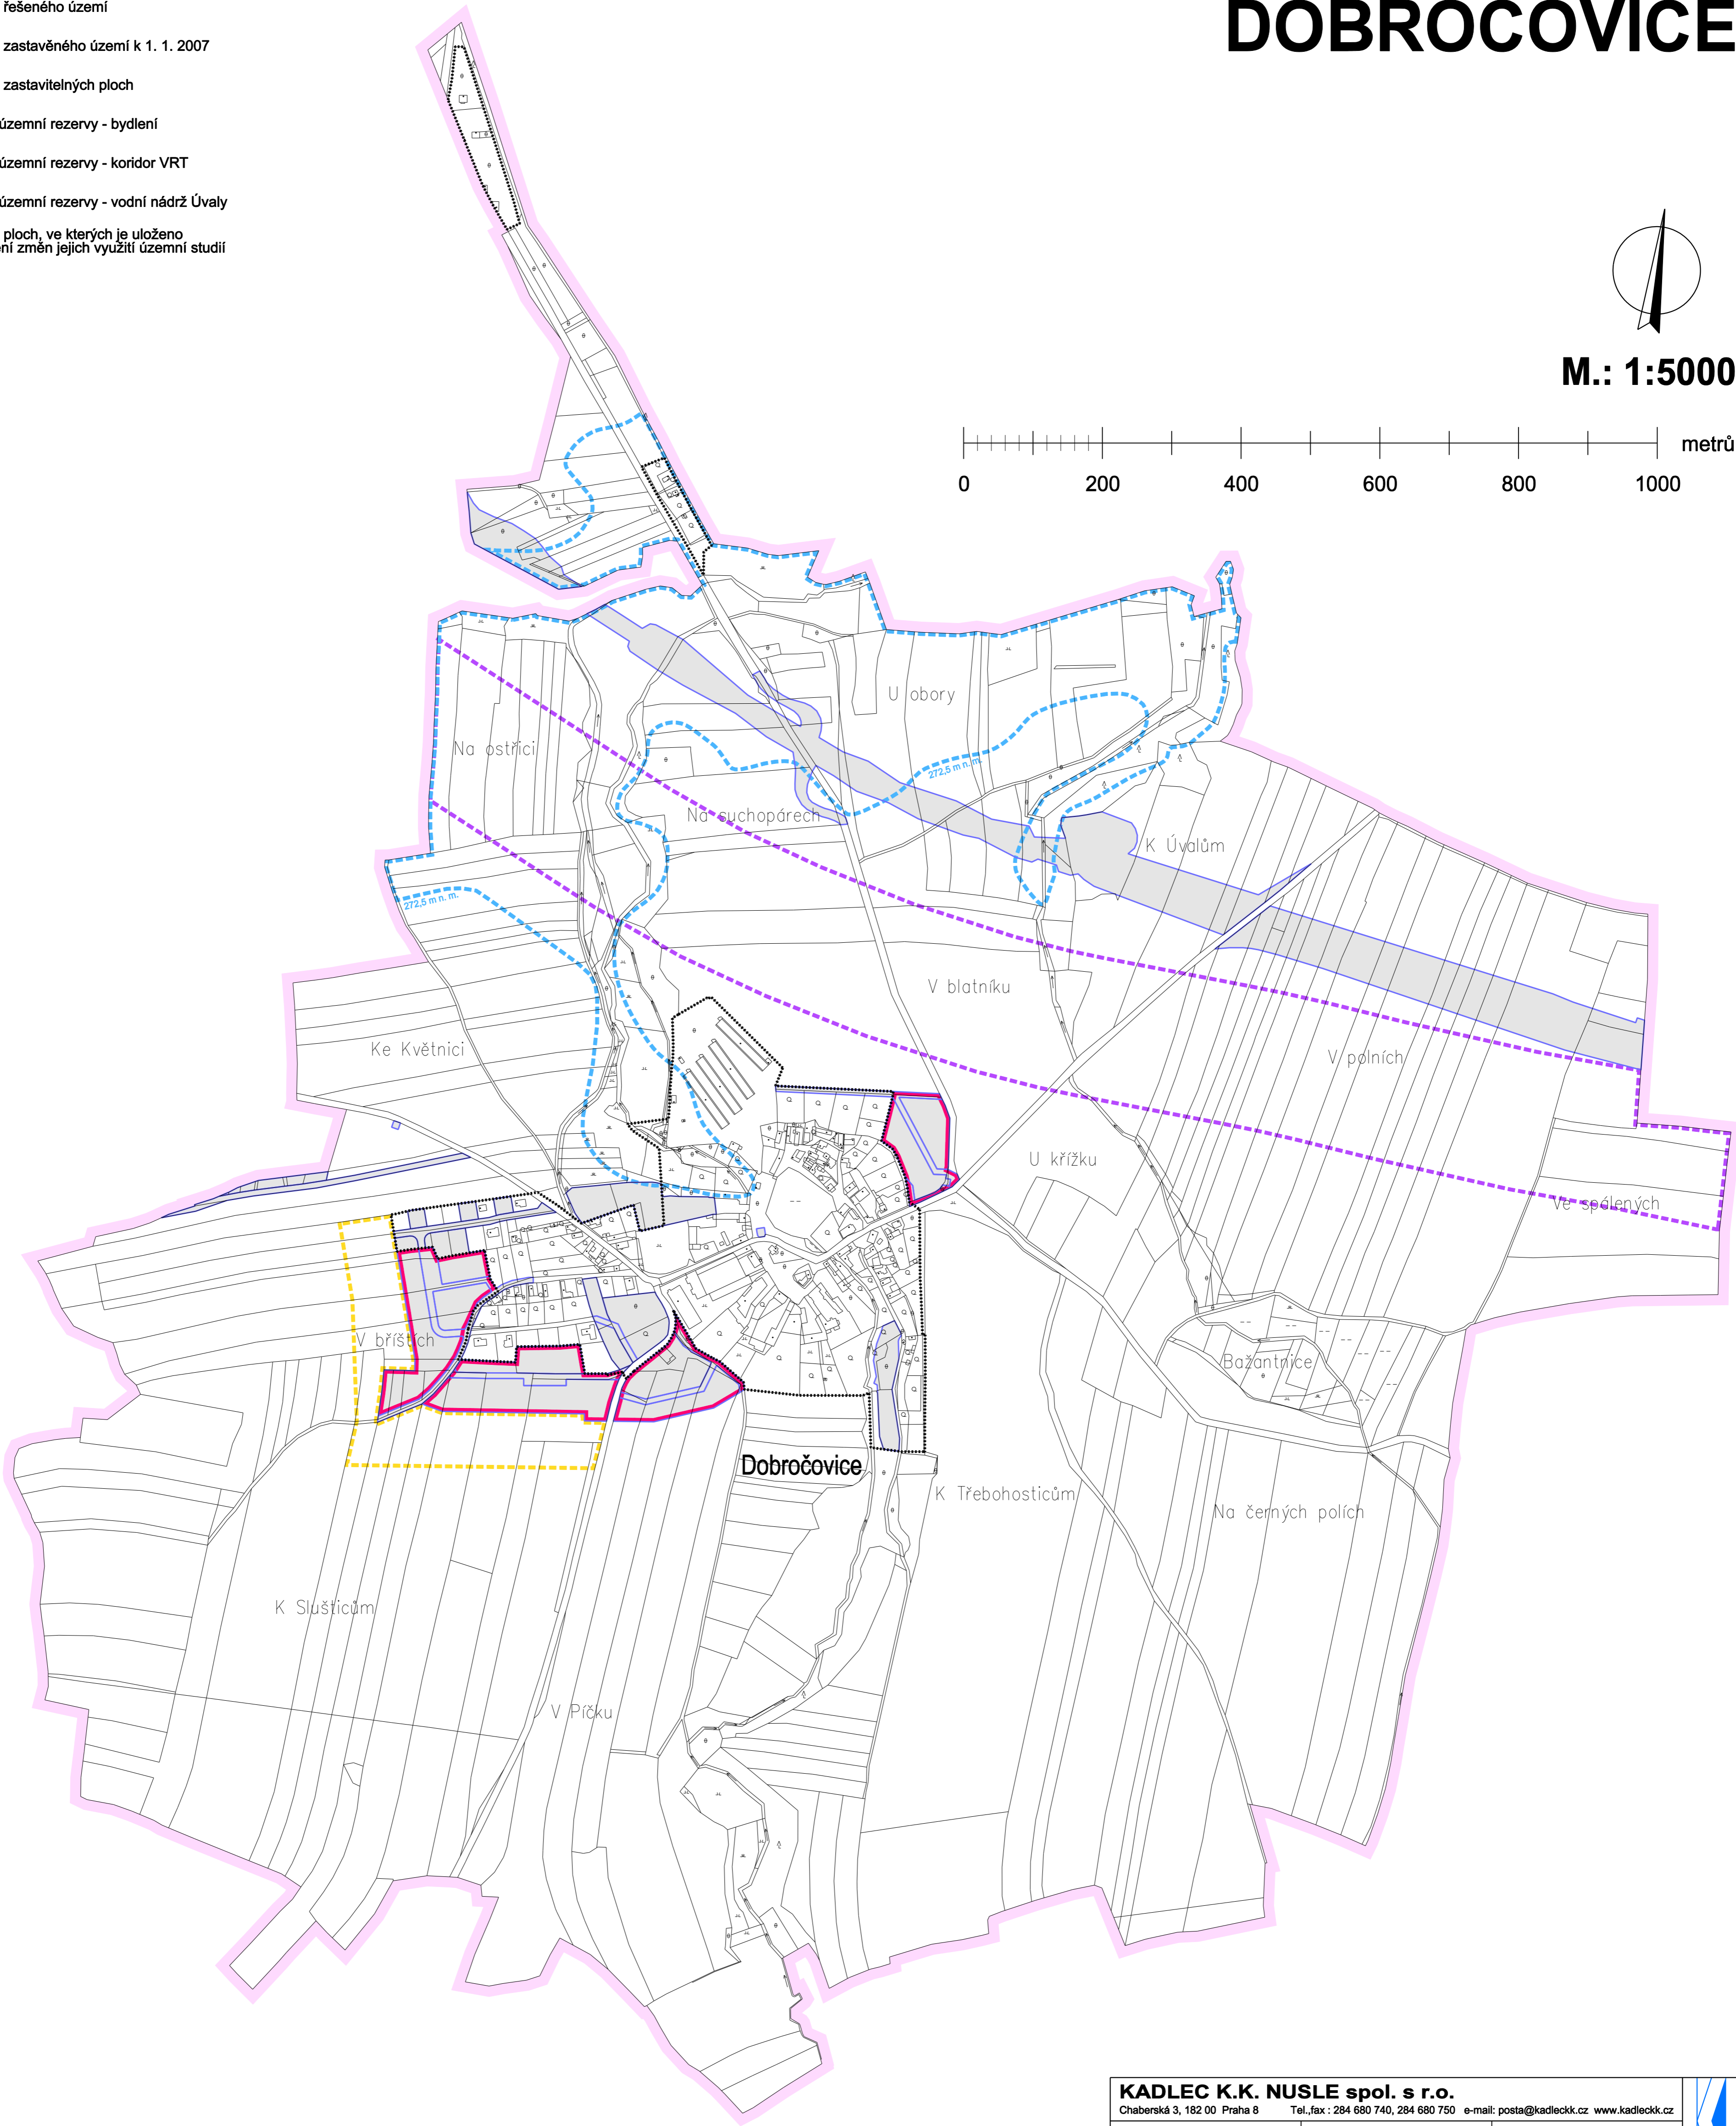 řešeného území
DOBROČOVICE
zastavěného území k 1. 1. 2007
zastavitelných ploch
územní rezervy - bydlení
územní rezervy - koridor VRT
územní rezervy - vodní nádrž Úvaly
ploch, ve kterých je uloženo
ní změn jejich využití územní studií
M.: 1:5000
metrů
0 200 400 600 800 1000
U obory
Na ostřici
272,5 m n. m.
Na suchopárech
K Úvalům
272,5 m n. m.
V blatníku
Ke Květnici
V polních
U křížku
Ve spálených
V bříštích
Bažantnice
Dobročovice
K Třebohosticům
Na černých polích
K Slušticům
V Píčku
KADLEC K.K. NUSLE spol. s r.o.
Chaberská 3, 182 00 Praha 8 Tel.,fax : 284 680 740, 284 680 750 e-mail: posta@kadleckk.cz www.kadleckk.cz